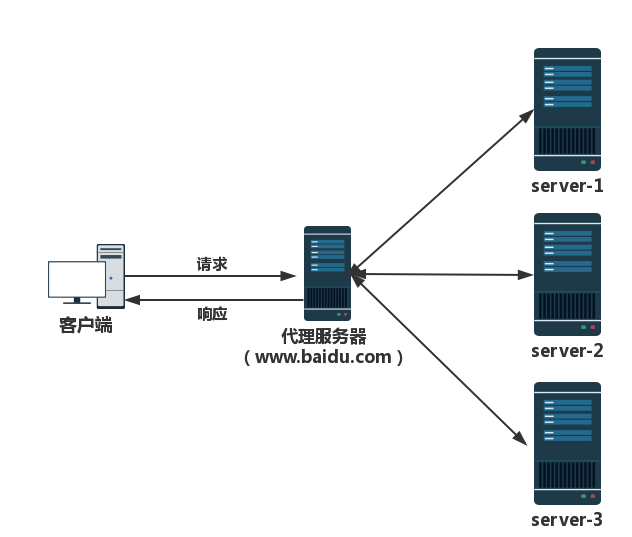 server-1
请求
server-2
响应
客户端
代理服务器
（www.baidu.com）
server-3